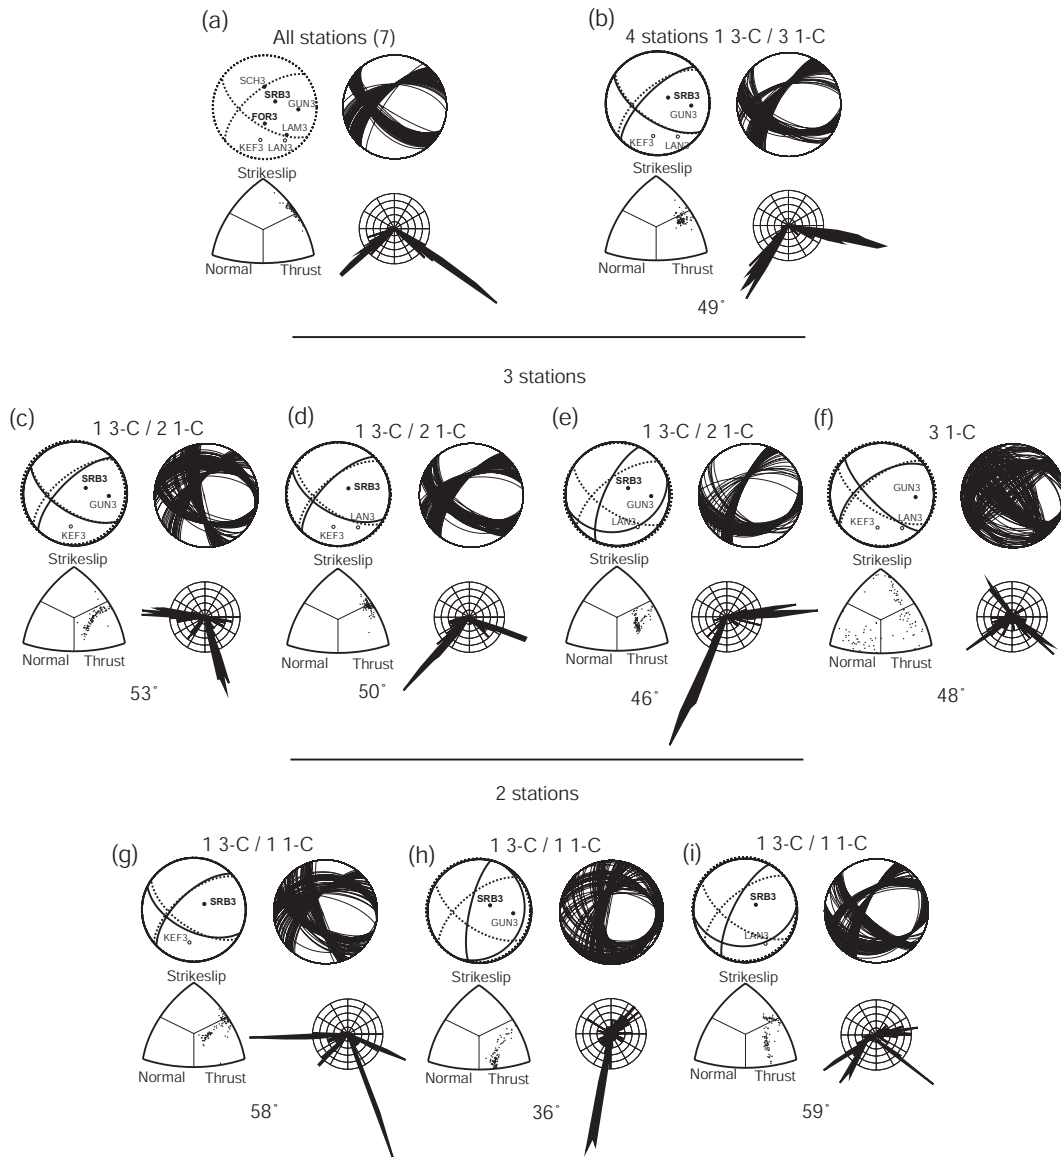 (a)
All stations (7)
SCH3
SRB3
GUN3
FOR3
LAM3
KEF3 LAN3
Strikeslip
Normal Thrust
(b)
4 stations 1 3-C / 3 1-C
SRB3
GUN3
KEF3 LAN3
Strikeslip
Normal Thrust
49°
3 stations
(c)
1 3-C / 2 1-C
SRB3
GUN3
KEF3
Strikeslip
Normal Thrust
53°
(d)
1 3-C / 2 1-C
SRB3
LAN3
KEF3
Strikeslip
Normal Thrust
50°
(e)
1 3-C / 2 1-C
SRB3
GUN3
LAN3
Strikeslip
Normal Thrust
46°
(f)
3 1-C
GUN3
KEF3 LAN3
Strikeslip
Normal Thrust
48°
2 stations
(g)
1 3-C / 1 1-C
SRB3
KEF3
Strikeslip
Normal Thrust
58°
(h)
1 3-C / 1 1-C
SRB3
GUN3
Strikeslip
Normal Thrust
36°
(i)
1 3-C / 1 1-C
SRB3
LAN3
Strikeslip
Normal Thrust
59°